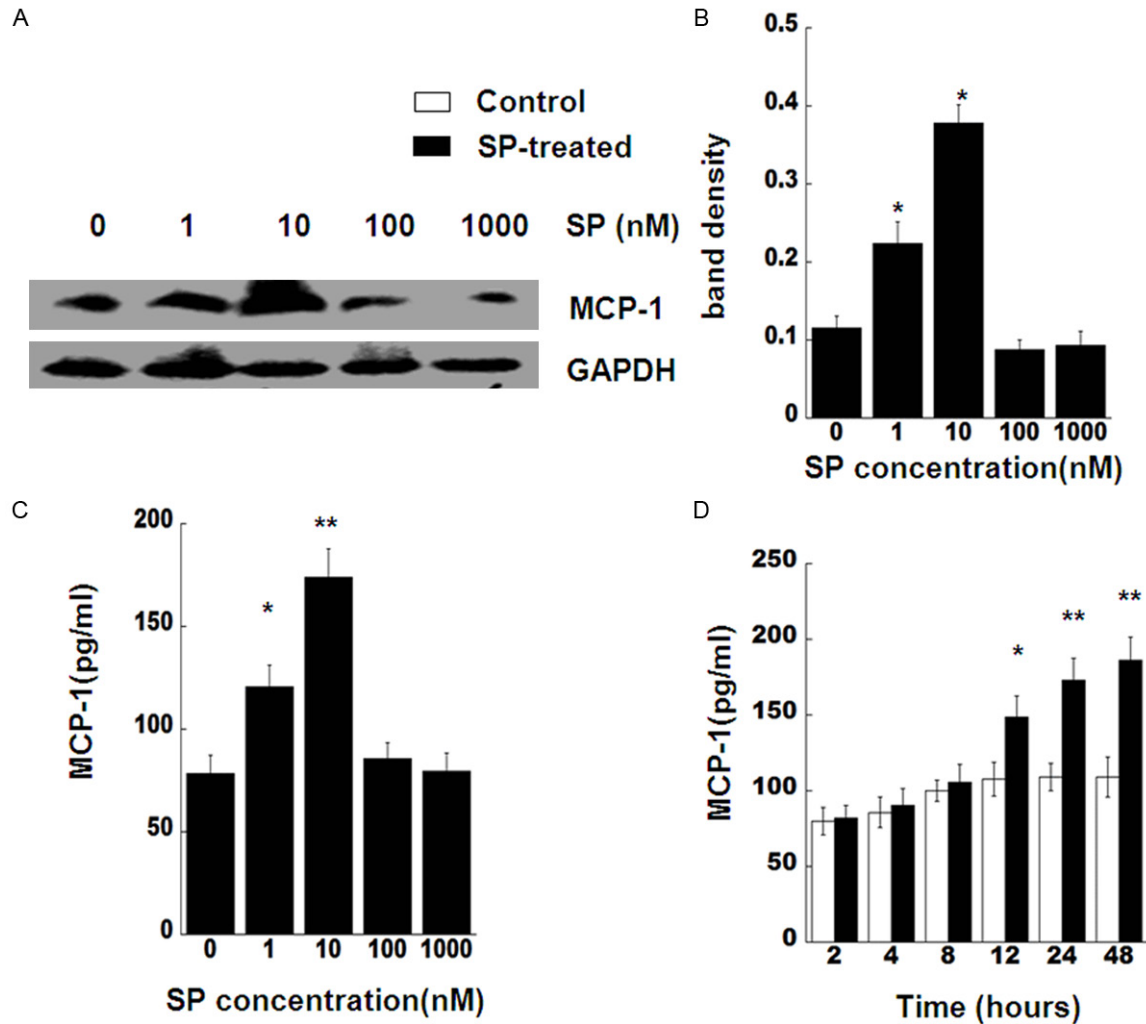 A
Control
SP-treated
0 1 10 100 1000 SP (nM)
MCP-1
GAPDH
B
band density
0.5
0.4
0.3
0.2
0.1
0
* *
0 1 10 100 1000
SP concentration(nM)
C
MCP-1(pg/ml)
200
150
100
50
0
* **
0 1 10 100 1000
SP concentration(nM)
D
MCP-1(pg/ml)
250
200
150
100
50
0
* ** **
2 4 8 12 24 48
Time (hours)